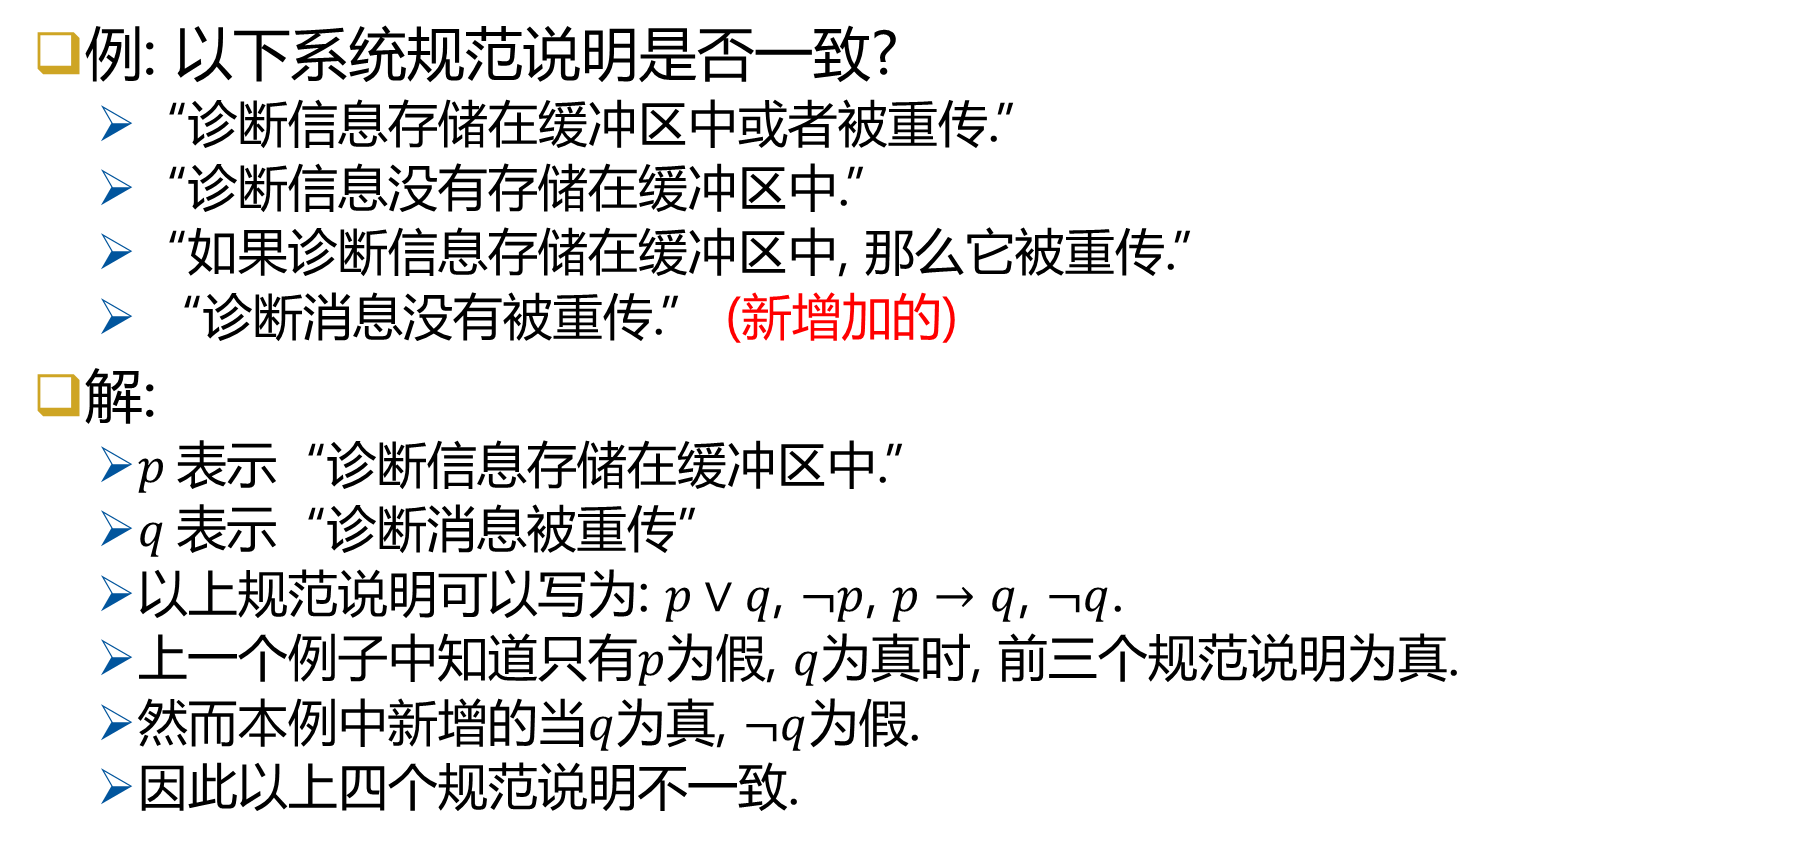 例: 以下系统规范说明是否一致?
“诊断信息存储在缓冲区中或者被重传.”
“诊断信息没有存储在缓冲区中.”
“如果诊断信息存储在缓冲区中, 那么它被重传.”
“诊断消息没有被重传.” (新增加的)
解:
p 表示 “诊断信息存储在缓冲区中.”
q 表示 “诊断消息被重传”
以上规范说明可以写为: p ∨ q, ¬p, p → q, ¬q.
上一个例子中知道只有p为假, q为真时, 前三个规范说明为真.
然而本例中新增的当q为真, ¬q为假.
因此以上四个规范说明不一致.